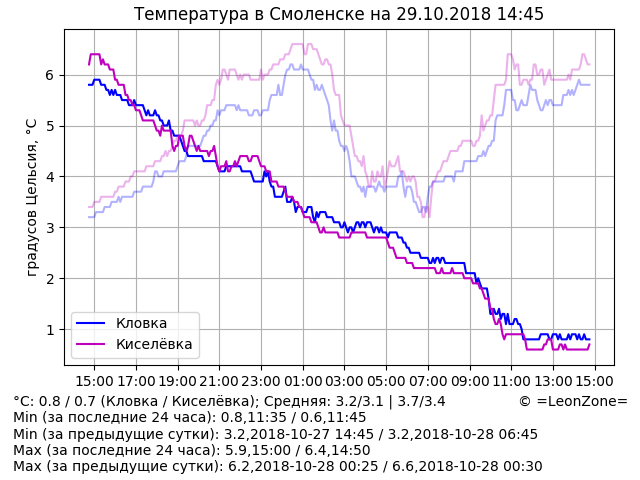 Температура в Смоленске на 29.10.2018 14:45
градусов Цельсия, °C
6
5
4
3
2
1
Кловка
Киселёвка
15:00 17:00 19:00 21:00 23:00 01:00 03:00 05:00 07:00 09:00 11:00 13:00 15:00
°C: 0.8 / 0.7 (Кловка / Киселёвка); Средняя: 3.2/3.1 | 3.7/3.4 © =LeonZone=
Min (за последние 24 часа): 0.8,11:35 / 0.6,11:45
Min (за предыдущие сутки): 3.2,2018-10-27 14:45 / 3.2,2018-10-28 06:45
Max (за последние 24 часа): 5.9,15:00 / 6.4,14:50
Max (за предыдущие сутки): 6.2,2018-10-28 00:25 / 6.6,2018-10-28 00:30